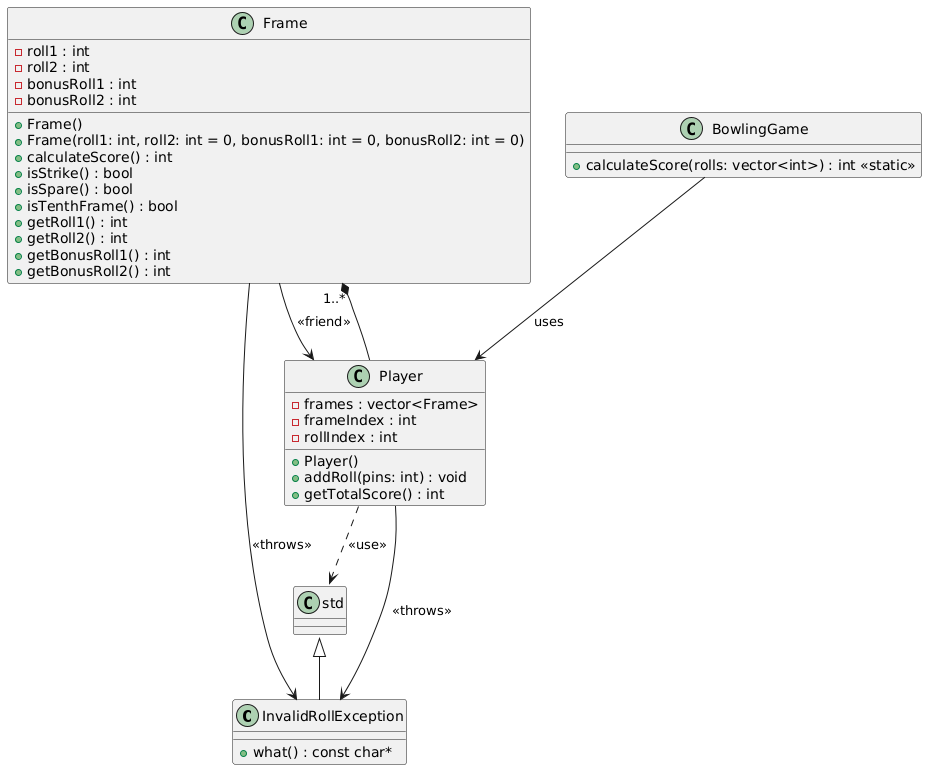 C Frame
roll1 : int
roll2 : int
bonusRoll1 : int
bonusRoll2 : int
Frame()
Frame(roll1: int, roll2: int = 0, bonusRoll1: int = 0, bonusRoll2: int = 0)
calculateScore() : int
isStrike() : bool
isSpare() : bool
isTenthFrame() : bool
getRoll1() : int
getRoll2() : int
getBonusRoll1() : int
getBonusRoll2() : int
C BowlingGame
calculateScore(rolls: vector<int>) : int «static»
1..*
«friend»
uses
C Player
frames : vector<Frame>
frameIndex : int
rollIndex : int
Player()
addRoll(pins: int) : void
getTotalScore() : int
«throws»
«use»
C std
«throws»
C InvalidRollException
what() : const char*